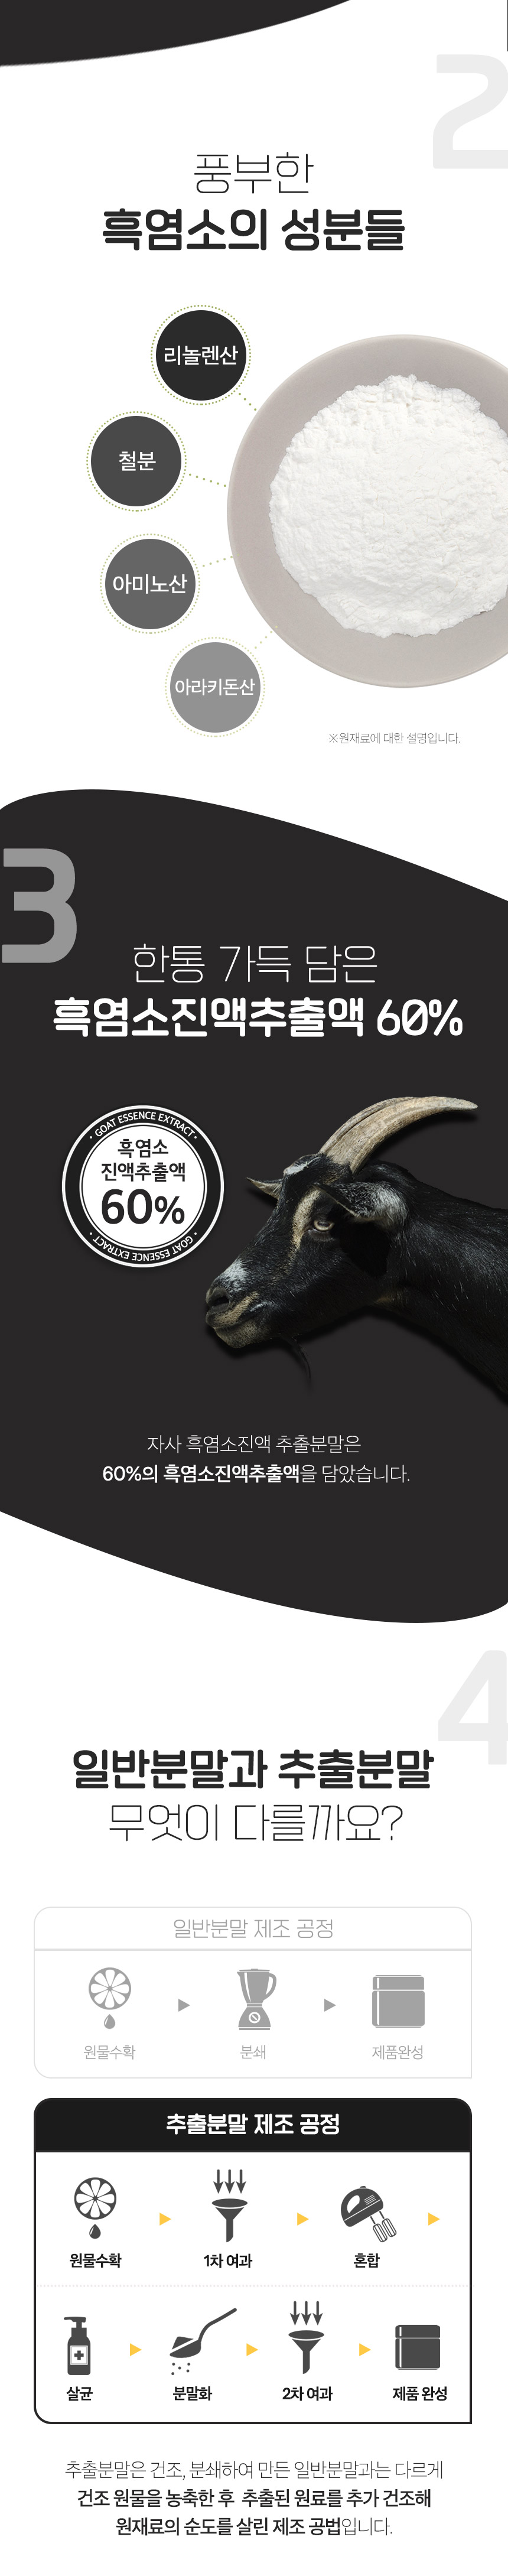 2
풍부한
흑염소의 성분들
리놀렌산
철분
아미노산
아라키돈산
※원재료에 대한 설명입니다.
3
한통 가득 담은
흑염소진액추출액 60%
GOAT ESSENCE EXTRACT
흑염소
진액추출액
60%
GOAT ESSENCE EXTRACT
자사 흑염소진액 추출분말은
60%의 흑염소진액추출액을 담았습니다.
4
일반분말과 추출분말
무엇이 다를까요?
일반분말 제조 공정
원물수확 분쇄 제품완성
추출분말 제조 공정
원물수확 1차 여과 혼합
살균 분말화 2차 여과 제품 완성
추출분말은 건조, 분쇄하여 만든 일반분말과는 다르게
건조 원물을 농축한 후 추출된 원료를 추가 건조해
원재료의 순도를 살린 제조 공법입니다.